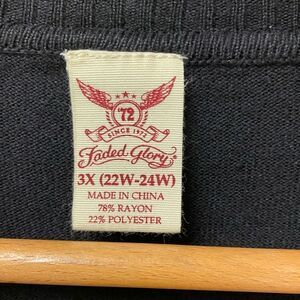 '72
SINCE 1972
Faded Glory®
3X (22W-24W)
MADE IN CHINA
78% RAYON
22% POLYESTER